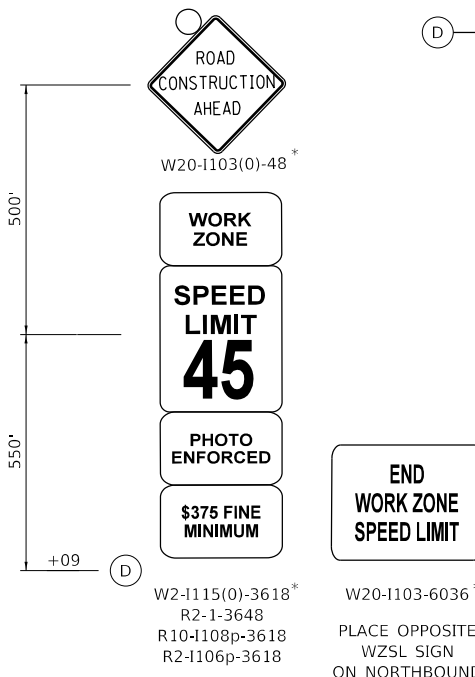 D
ROAD
CONSTRUCTION
AHEAD
W20-I103(0)-48*
500'
WORK
ZONE
SPEED
LIMIT
45
PHOTO
ENFORCED
$375 FINE
MINIMUM
550'
+09
D
W2-I115(0)-3618*
R2-1-3648
R10-I108p-3618
R2-I106p-3618
END
WORK ZONE
SPEED LIMIT
W20-I103-6036*
PLACE OPPOSITE
WZSL SIGN
ON NORTHBOUND